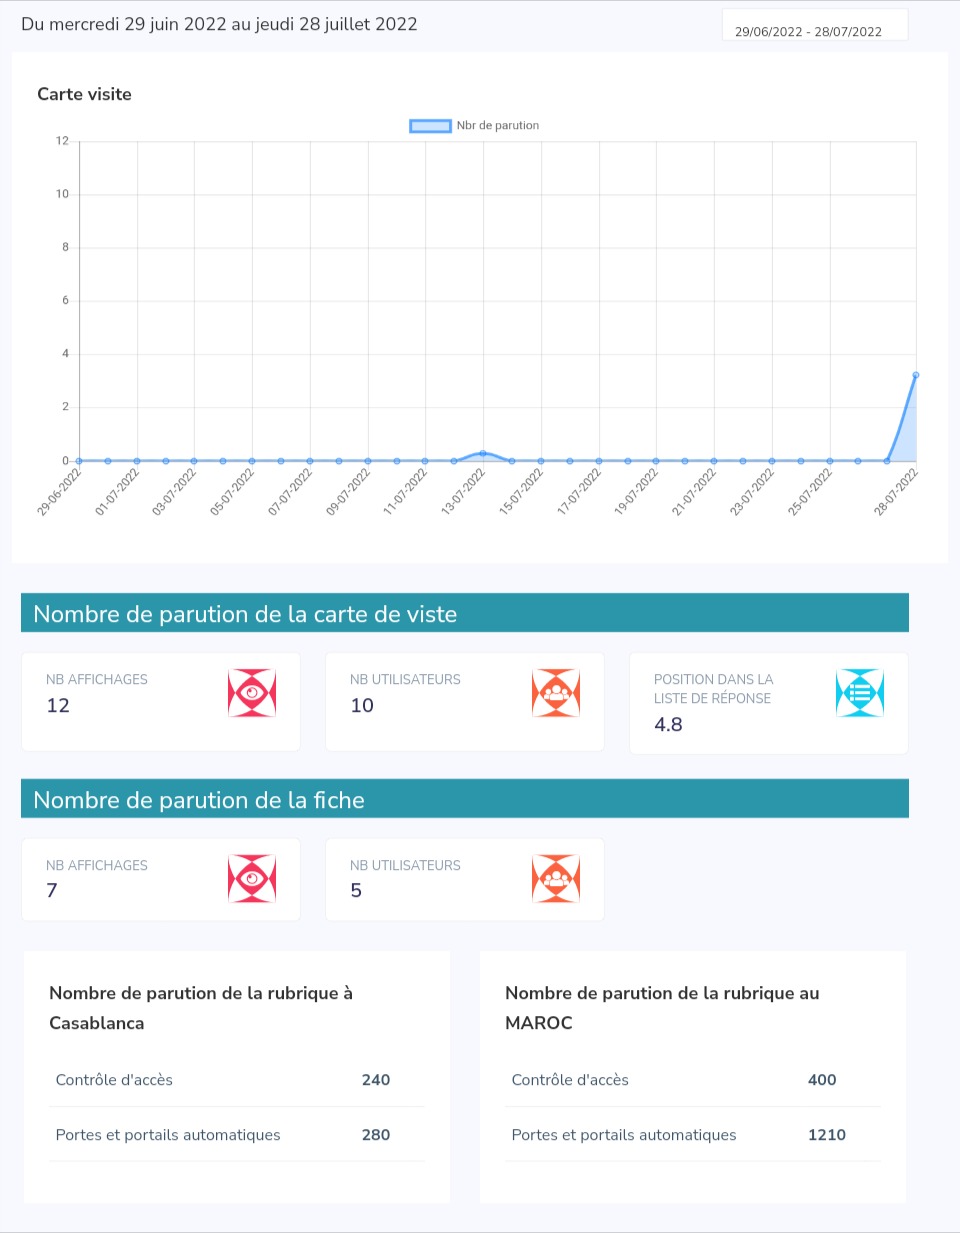 Du mercredi 29 juin 2022 au jeudi 28 juillet 2022
29/06/2022 - 28/07/2022
Carte visite
Nbr de parution
12
10
8
6
4
2
0
29-06-2022
01-07-2022
03-07-2022
05-07-2022
07-07-2022
09-07-2022
11-07-2022
13-07-2022
15-07-2022
17-07-2022
19-07-2022
21-07-2022
23-07-2022
25-07-2022
28-07-2022
Nombre de parution de la carte de viste
NB AFFICHAGES
12
NB UTILISATEURS
10
POSITION DANS LA
LISTE DE RÉPONSE
4.8
Nombre de parution de la fiche
NB AFFICHAGES
7
NB UTILISATEURS
5
Nombre de parution de la rubrique à
Casablanca
Contrôle d'accès 240
Portes et portails automatiques 280
Nombre de parution de la rubrique au
MAROC
Contrôle d'accès 400
Portes et portails automatiques 1210